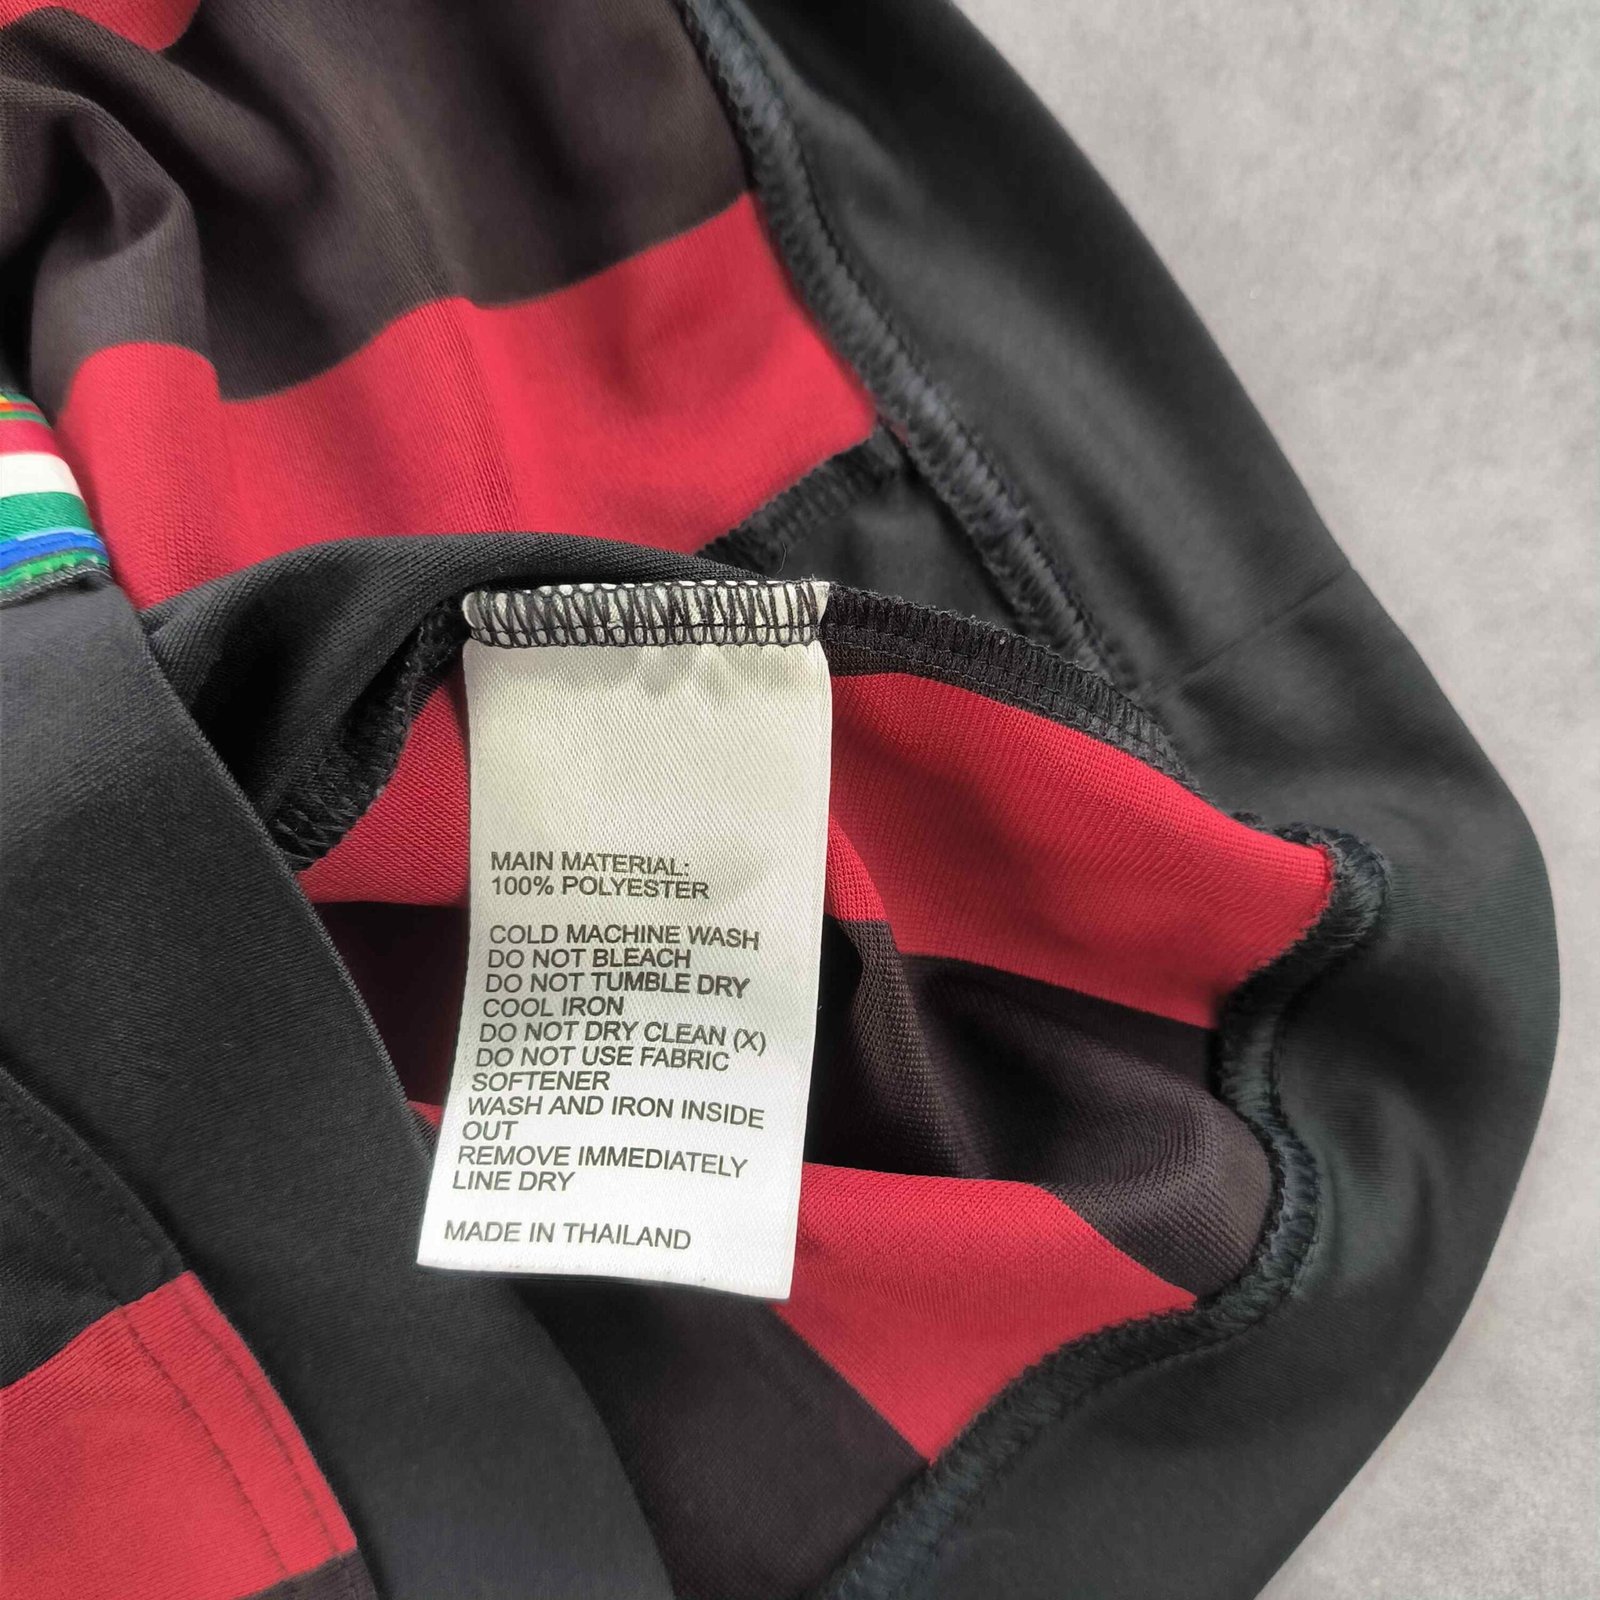 MAIN MATERIAL:
100% POLYESTER
COLD MACHINE WASH
DO NOT BLEACH
DO NOT TUMBLE DRY
COOL IRON
DO NOT DRY CLEAN (X)
DO NOT USE FABRIC
SOFTENER
WASH AND IRON INSIDE
OUT
REMOVE IMMEDIATELY
LINE DRY
MADE IN THAILAND